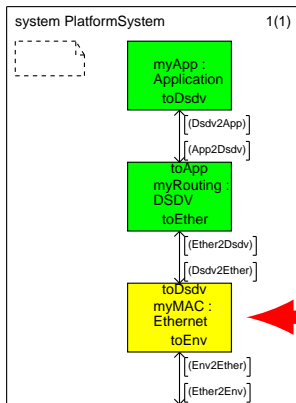 system PlatformSystem 1(1)
myApp :
Application
toDsdv
[(Dsdv2App)]
[(App2Dsdv)]
toApp
myRouting :
DSDV
toEther
[(Ether2Dsdv)]
[(Dsdv2Ether)]
toDsdv
myMAC :
Ethernet
toEnv
[(Env2Ether)]
[(Ether2Env)]